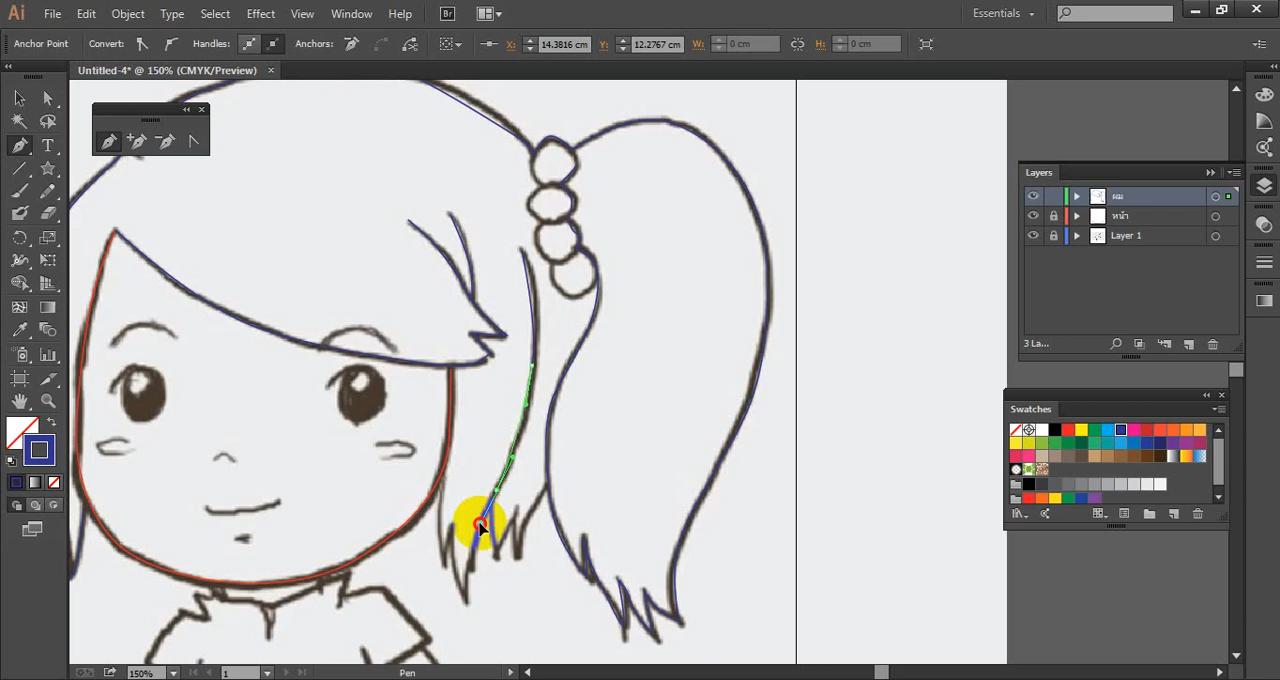 Ai File Edit Object Type Select Effect View Window Help Br Essentials
Anchor Point Convert: Handles: Anchors: X: 14.3816 cm Y: 12.2767 cm W: 0 cm H: 0 cm
Untitled-4* @ 150% (CMYK/Preview)
Layers
ผม
หน้า
Layer 1
3 La...
Swatches
150% 1 Pen